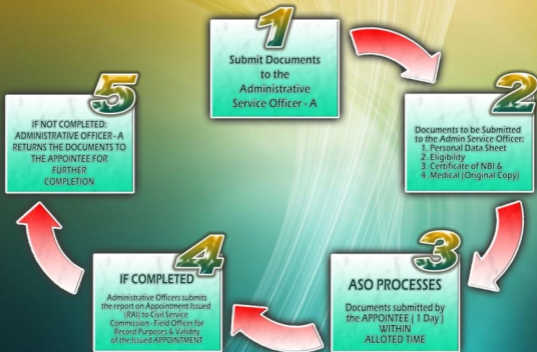 1
Submit Documents
to the
Administrative
Service Officer - A
2
Documents to be Submitted
to the Admin Service Officer:
1. Personal Data Sheet
2. Eligibility
3. Certificate of NBI &
4. Medical (Original Copy)
3
ASO PROCESSES
Documents submitted by
the APPOINTEE ( 1 Day )
WITHIN
ALLOTED TIME
4
IF COMPLETED
Administrative Officers submits
the report on Appointment Issued
(RAI) to Civil Service
Commission - Field Officer for
Record Purposes & Validity
of the Issued APPOINTMENT
5
IF NOT COMPLETED:
ADMINISTRATIVE OFFICER - A
RETURNS THE DOCUMENTS TO
THE APPOINTEE FOR
FURTHER
COMPLETION